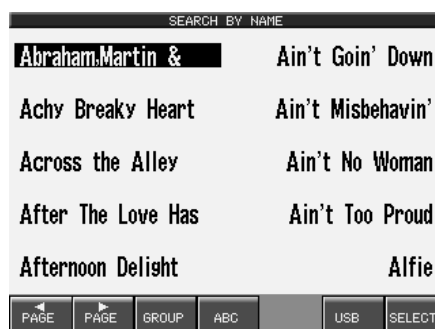 SEARCH BY NAME
Abraham,Martin & Ain't Goin' Down
Achy Breaky Heart Ain't Misbehavin'
Across the Alley Ain't No Woman
After The Love Has Ain't Too Proud
Afternoon Delight Alfie
PAGE PAGE GROUP ABC USB SELECT